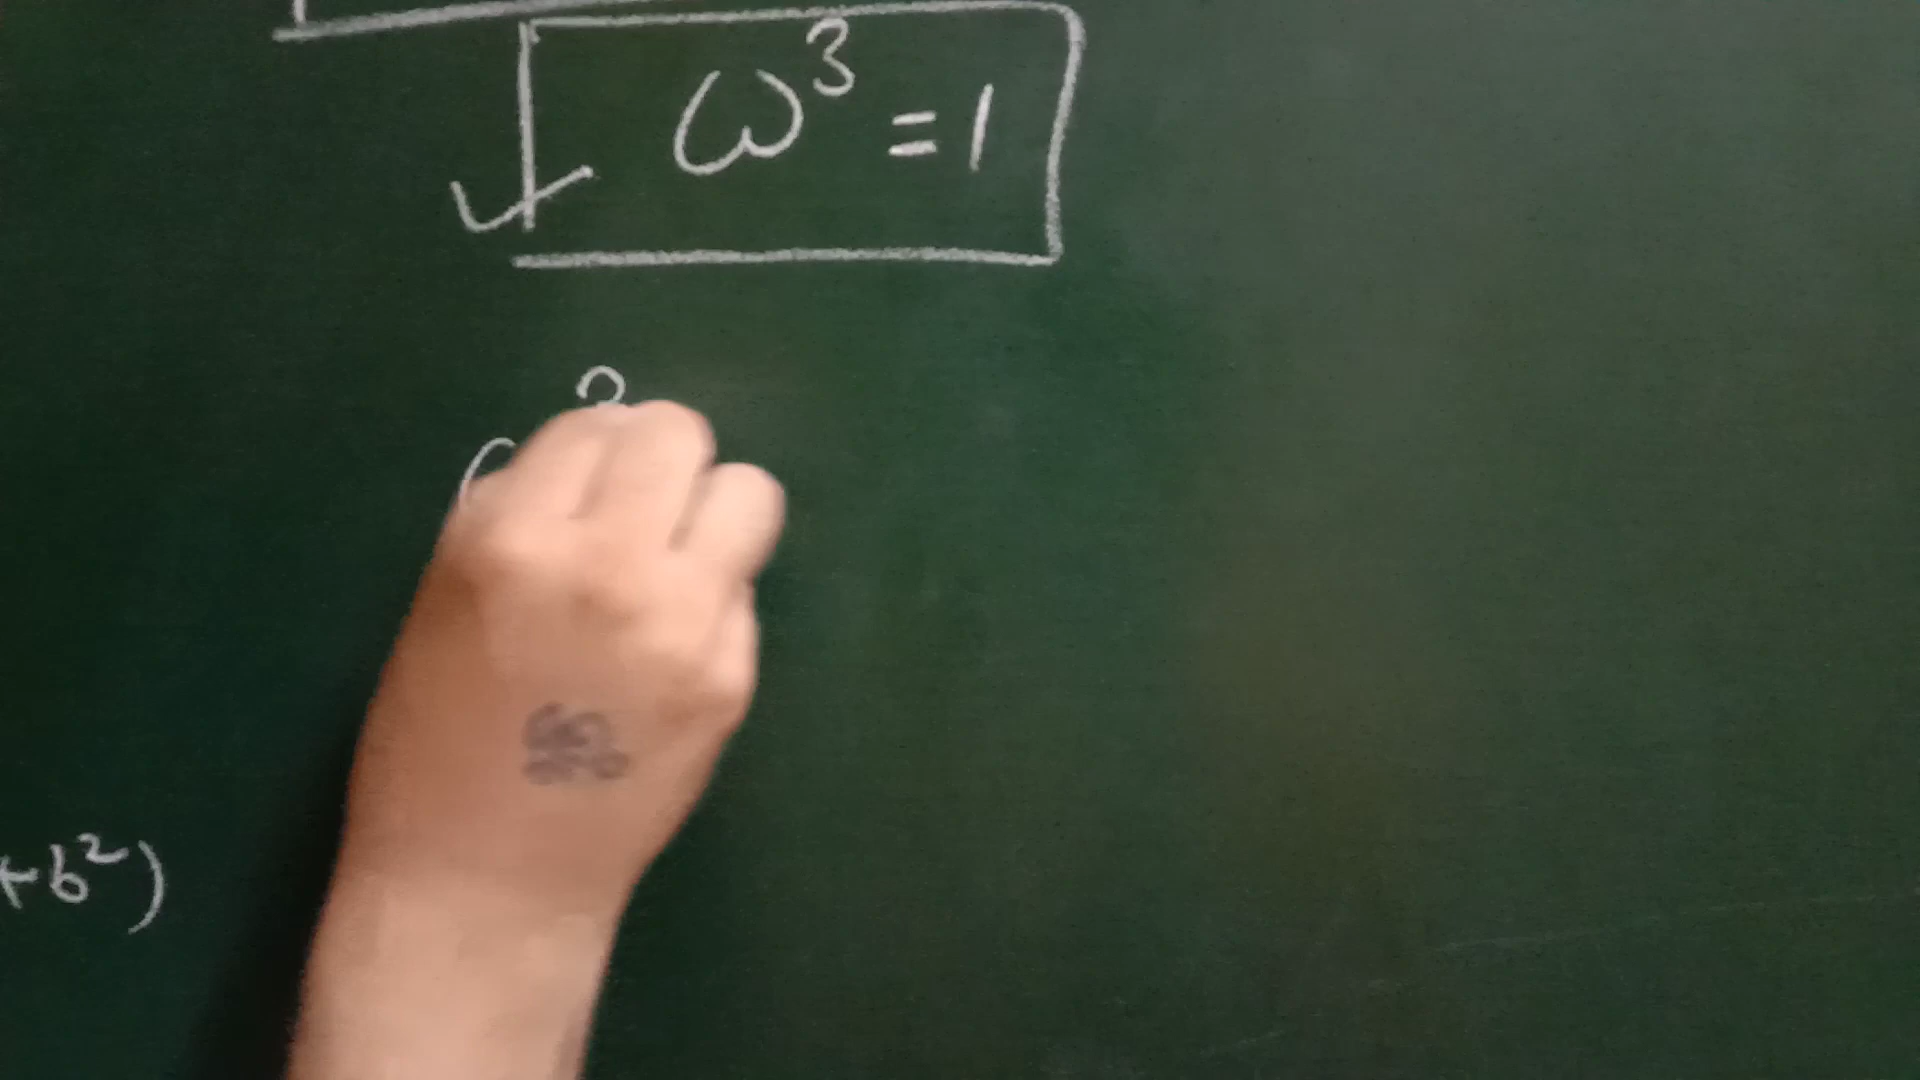 ω³ = 1
+b²)